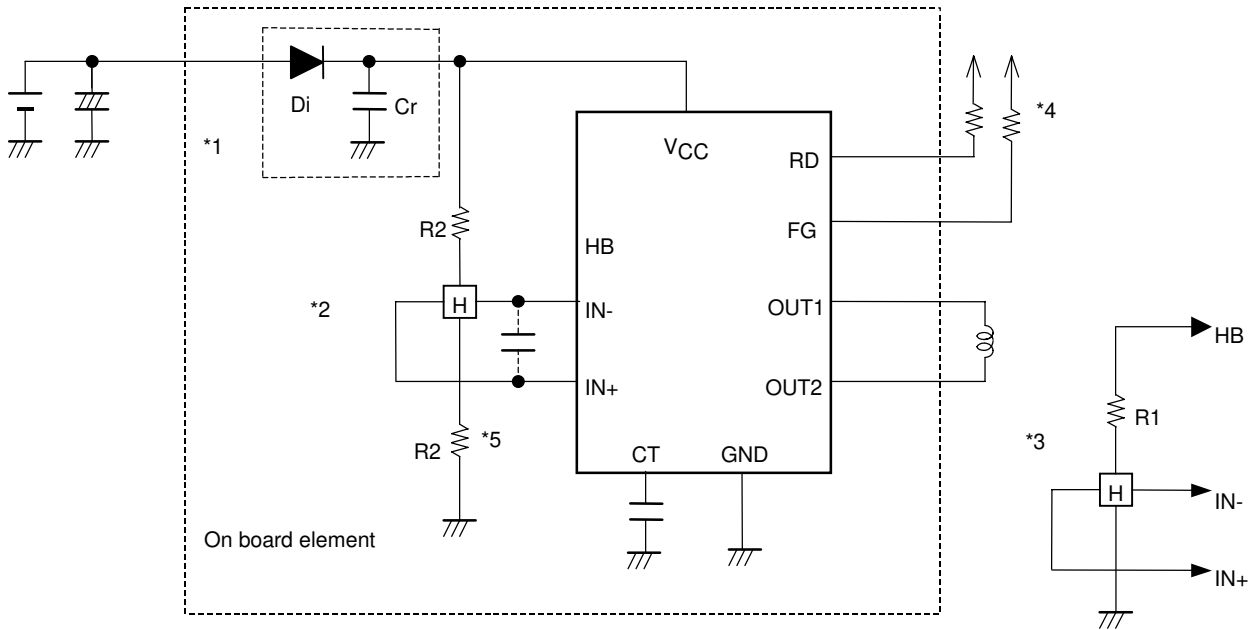 Di
Cr
*1
VCC
RD
*4
R2
FG
HB
*2
H
IN-
OUT1
HB
IN+
OUT2
R1
R2
*5
*3
CT
GND
H
IN-
On board element
IN+